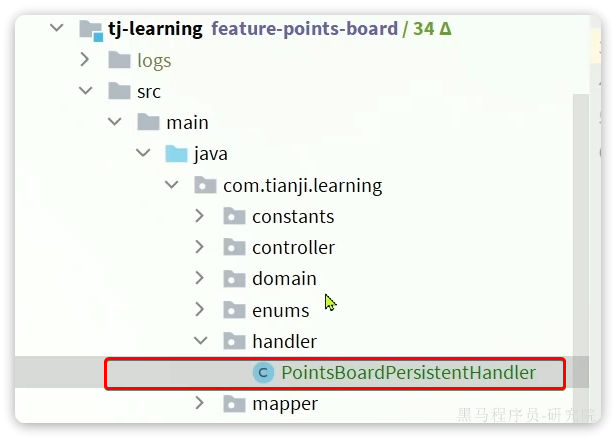 tj-learning feature-points-board / 34 Δ
logs
src
main
java
com.tianji.learning
constants
controller
domain
enums
handler
C PointsBoardPersistentHandler
mapper
黑马程序员-研究院